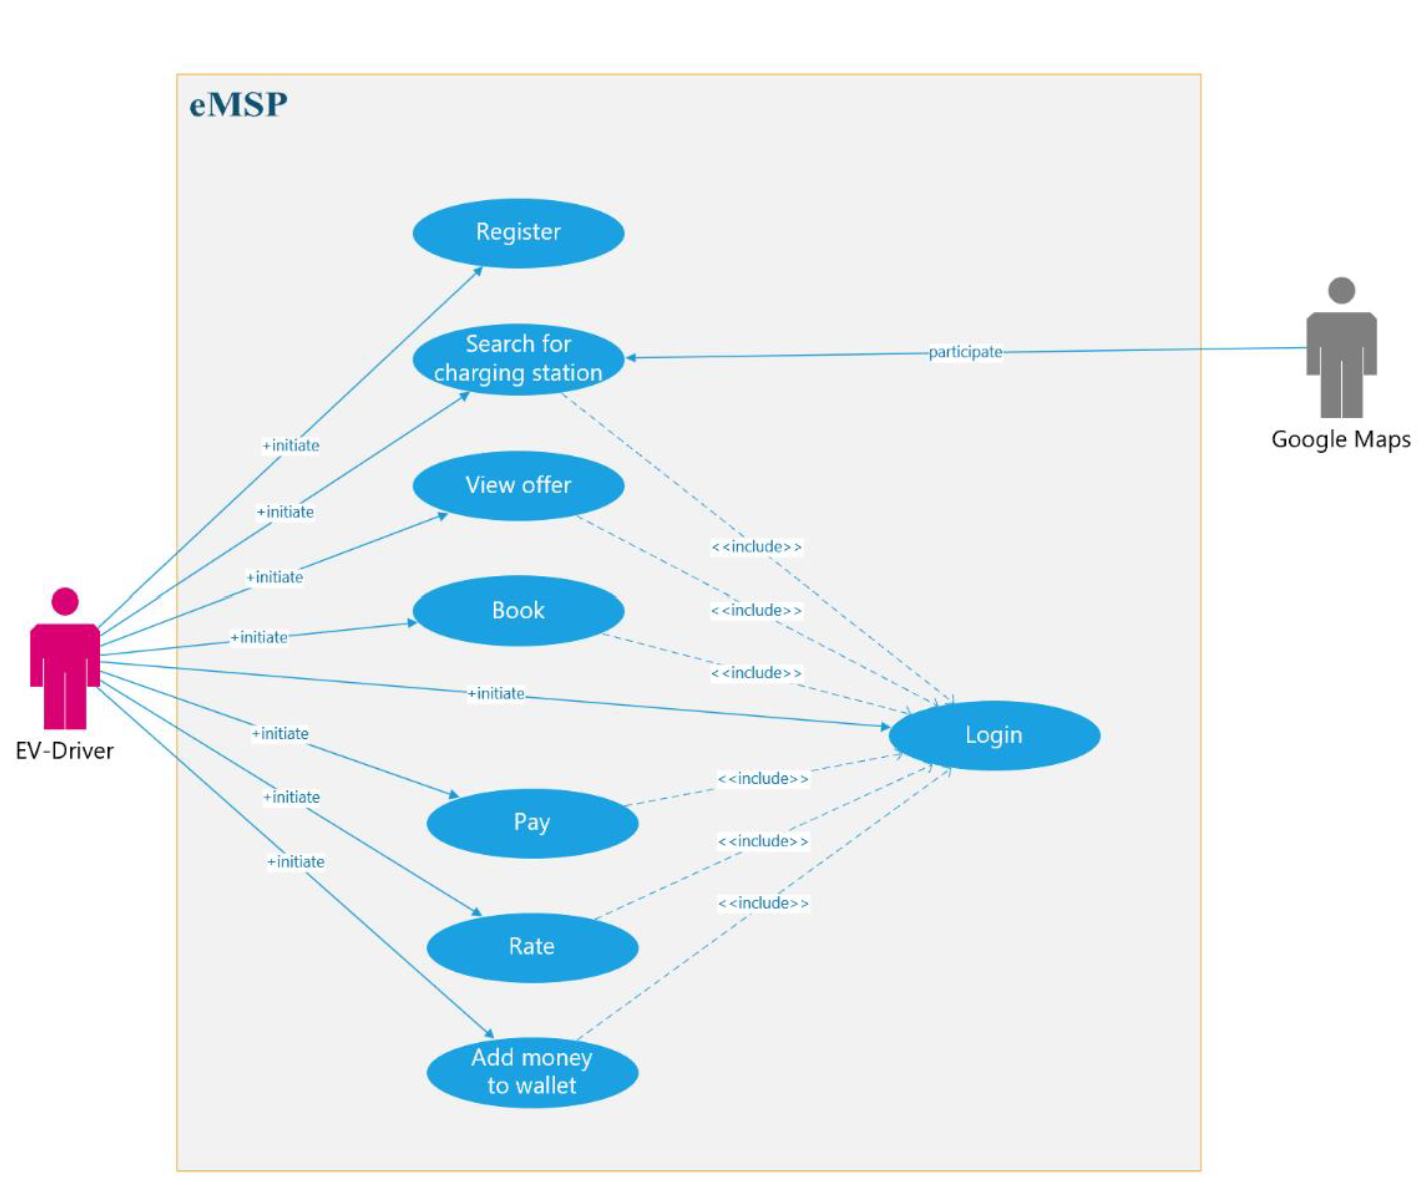 eMSP
Register
Search for
charging station
participate
Google Maps
+initiate
View offer
+initiate
<<include>>
+initiate
Book
<<include>>
+initiate
<<include>>
+initiate
Login
EV-Driver
+initiate
<<include>>
+initiate
Pay
<<include>>
+initiate
<<include>>
Rate
Add money
to wallet